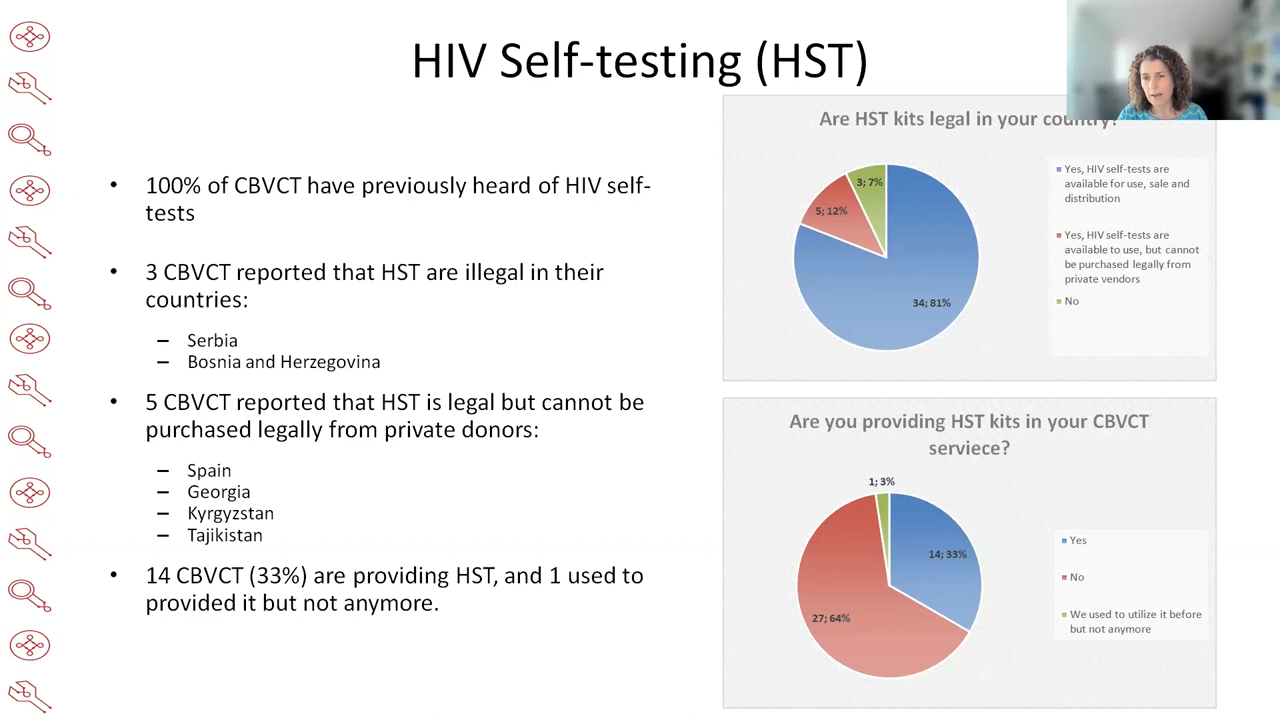 HIV Self-testing (HST)
• 100% of CBVCT have previously heard of HIV self-
tests
• 3 CBVCT reported that HST are illegal in their
countries:
– Serbia
– Bosnia and Herzegovina
• 5 CBVCT reported that HST is legal but cannot be
purchased legally from private donors:
– Spain
– Georgia
– Kyrgyzstan
– Tajikistan
• 14 CBVCT (33%) are providing HST, and 1 used to
provided it but not anymore.
Are HST kits legal in your country?
3; 7%
5; 12%
34; 81%
Yes, HIV self-tests are
available for use, sale and
distribution
Yes, HIV self-tests are
available to use, but cannot
be purchased legally from
private vendors
No
Are you providing HST kits in your CBVCT
serviece?
1; 3%
14; 33%
27; 64%
Yes
No
We used to utilize it before
but not anymore